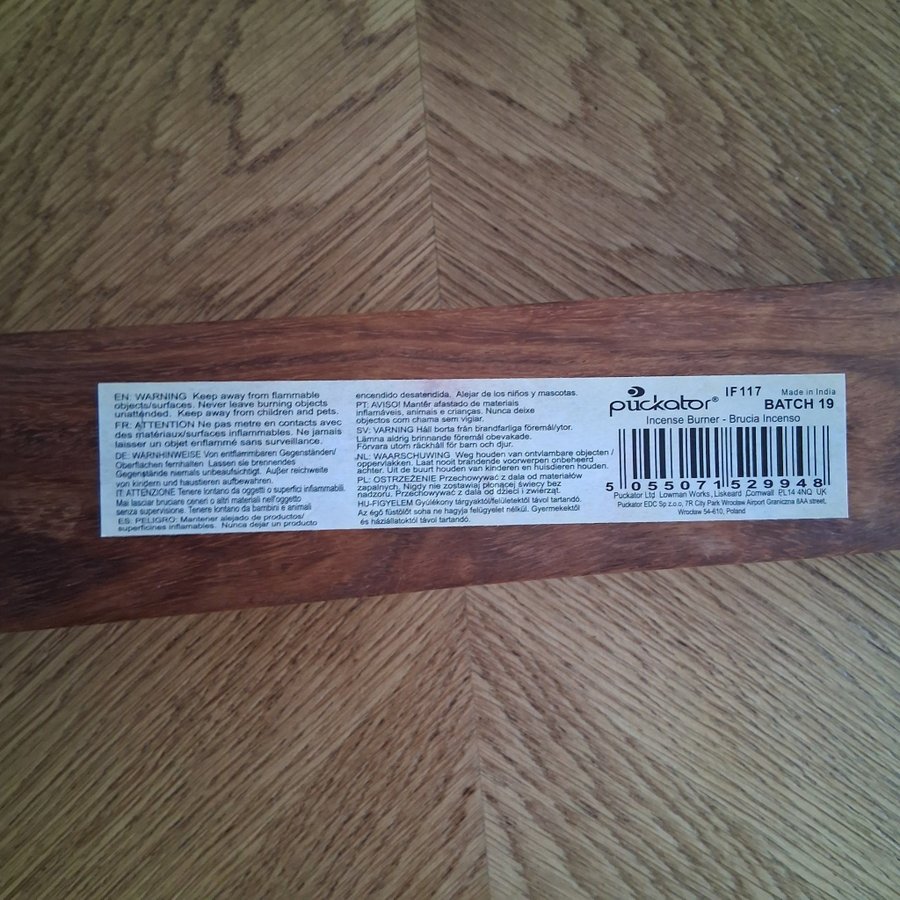 EN: WARNING Keep away from flammable
objects/surfaces. Never leave burning objects
unattended. Keep away from children and pets.
FR: ATTENTION Ne pas metre en contacts avec
des matériaux/surfaces inflammables. Ne jamais
laisser un objet enflammé sans surveillance.
DE: WARNHINWEISE Von entflammbaren Gegenständen/
Oberflächen fernhalten. Lassen sie brennendes
Gegenstände niemals unbeaufsichtigt. Außer reichweite
von kindern und haustieren aufbewahren.
IT: ATTENZIONE Tenere lontano da oggetti o superfici infiammabili.
Mai lasciar bruciare ceneri o altri materiali nell'oggetto
senza supervisione. Tenere lontano da bambini e animali
ES: PELIGRO: Mantener alejado de productos/
superficies inflamables. Nunca dejar un producto
encendido desatendida. Alejar de los niños y mascotas.
PT: AVISO! Mantêr afastado de materiais
inflamáveis, animais e crianças. Nunca deixe
objectos com chama sem vigiar.
SV: VARNING Håll borta från brandfarliga föremål/ytor.
Lämna aldrig brinnande föremål obevakade.
Förvara utom räckhåll för barn och djur.
NL: WAARSCHUWING Weg houden van ontvlambare objecten /
oppervlakken. Laat nooit brandende voorwerpen onbeheerd
achter. Uit de buurt houden van kinderen en huisdieren houden.
PL: OSTRZEŻENIE Przechowywać z dala od materiałów
zapalnych. Nigdy nie zostawiaj płonącej świecy bez
nadzoru. Przechowywać z dala od dzieci i zwierząt.
HU-FIGYELEM Gyúlékony tárgyaktól/felületektől távol tartandó.
Az égő füstölőt soha ne hagyja felügyelet nélkül. Gyermekektől
és háziállatoktól távol tartandó.
puckator® IF117 Made in India
BATCH 19
Incense Burner - Brucia Incenso
5 055071 529948
Puckator Ltd Lowman Works, Liskeard ,Cornwall PL14 4NQ UK
Puckator EDC Sp.z.o.o, 7R City Park Wrocław Airport Graniczna 8AA street,
Wrocław 54-610, Poland